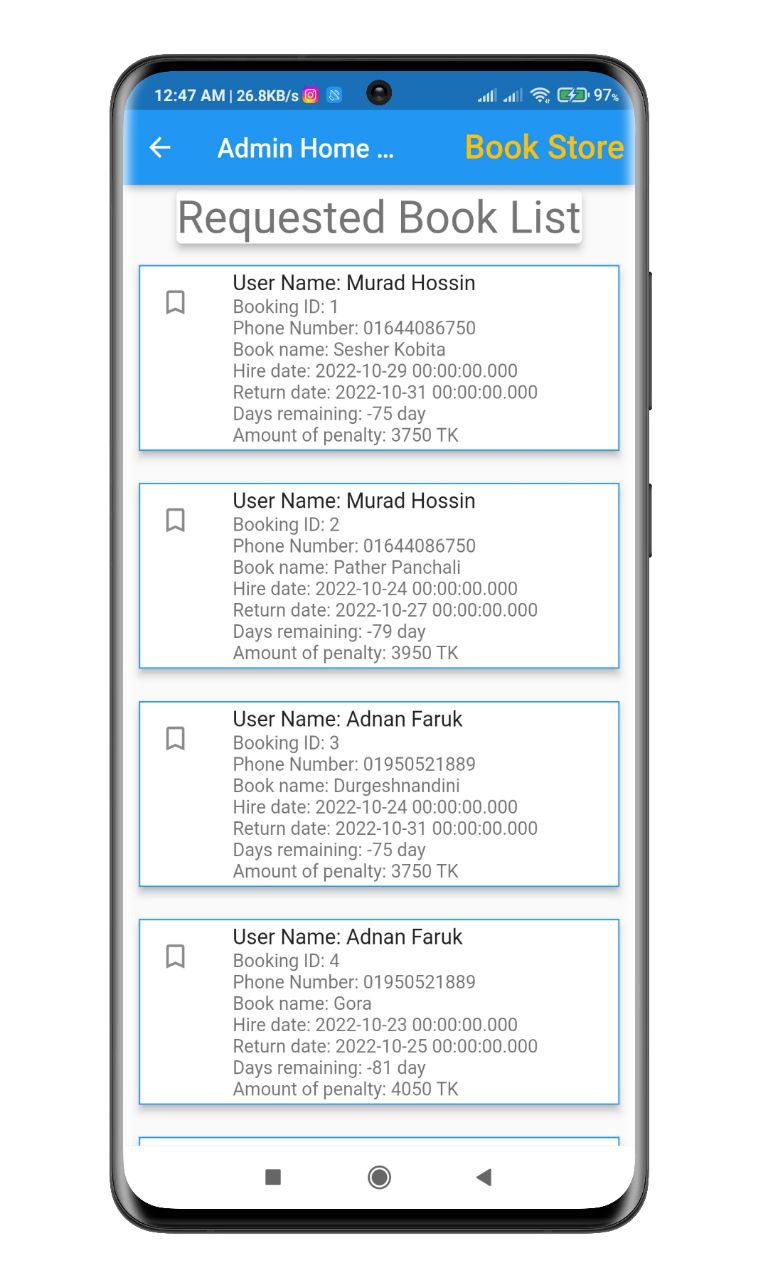 12:47 AM | 26.8KB/s 97%
Admin Home ... Book Store
Requested Book List
User Name: Murad Hossin
Booking ID: 1
Phone Number: 01644086750
Book name: Sesher Kobita
Hire date: 2022-10-29 00:00:00.000
Return date: 2022-10-31 00:00:00.000
Days remaining: -75 day
Amount of penalty: 3750 TK
User Name: Murad Hossin
Booking ID: 2
Phone Number: 01644086750
Book name: Pather Panchali
Hire date: 2022-10-24 00:00:00.000
Return date: 2022-10-27 00:00:00.000
Days remaining: -79 day
Amount of penalty: 3950 TK
User Name: Adnan Faruk
Booking ID: 3
Phone Number: 01950521889
Book name: Durgeshnandini
Hire date: 2022-10-24 00:00:00.000
Return date: 2022-10-31 00:00:00.000
Days remaining: -75 day
Amount of penalty: 3750 TK
User Name: Adnan Faruk
Booking ID: 4
Phone Number: 01950521889
Book name: Gora
Hire date: 2022-10-23 00:00:00.000
Return date: 2022-10-25 00:00:00.000
Days remaining: -81 day
Amount of penalty: 4050 TK